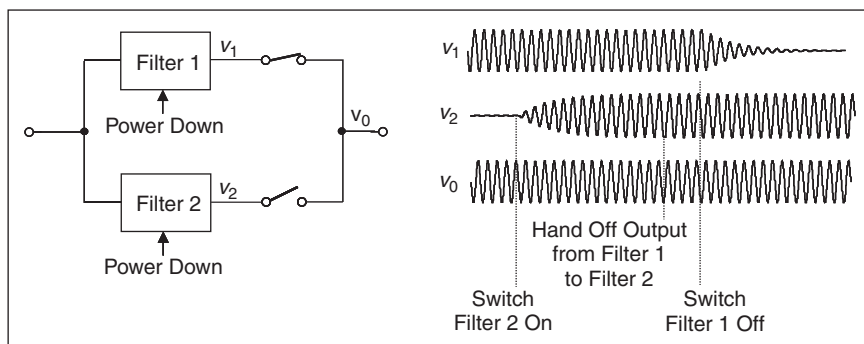 Filter 1
v1
Power Down
v0
Filter 2
v2
Power Down
v1
v2
v0
Hand Off Output
from Filter 1
to Filter 2
Switch
Filter 2 On
Switch
Filter 1 Off